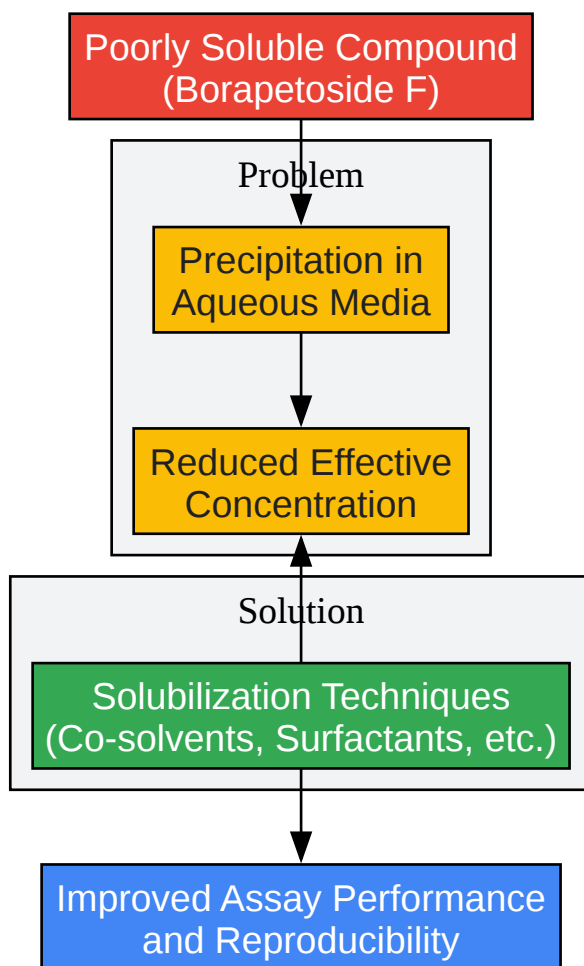 Poorly Soluble Compound
(Borapetoside F)
Problem
Precipitation in
Aqueous Media
Reduced Effective
Concentration
Solution
Solubilization Techniques
(Co-solvents, Surfactants, etc.)
Improved Assay Performance
and Reproducibility